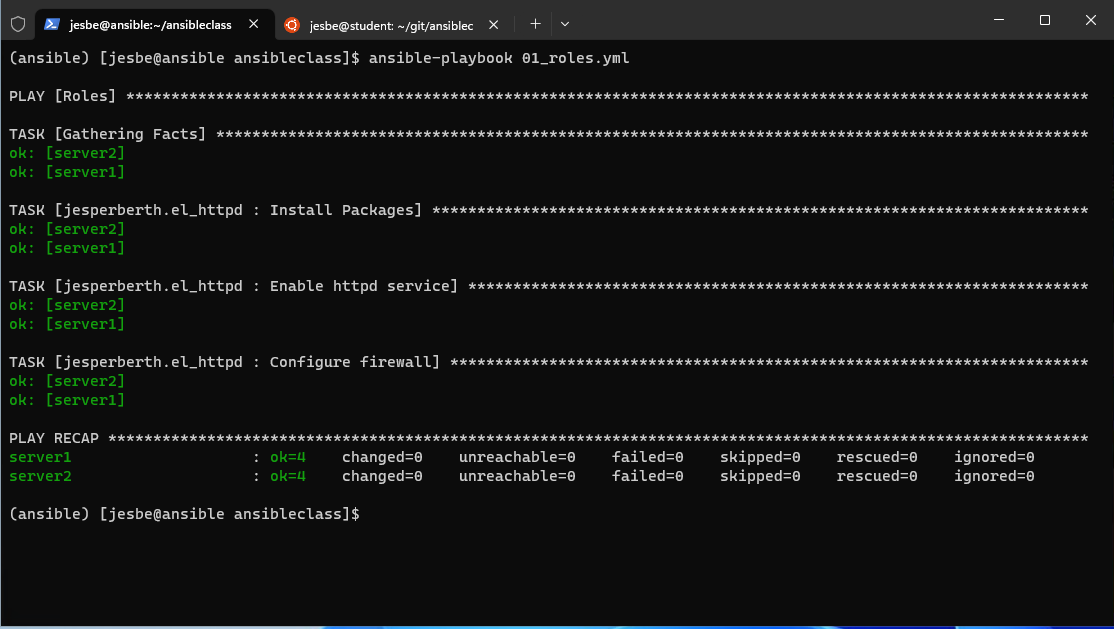 jesbe@ansible:~/ansibleclass
jesbe@student: ~/git/ansiblec
(ansible) [jesbe@ansible ansibleclass]$ ansible-playbook 01_roles.yml
PLAY [Roles] ***********************************************************************************************************
TASK [Gathering Facts] *************************************************************************************************
ok: [server2]
ok: [server1]
TASK [jesperberth.el_httpd : Install Packages] *************************************************************************
ok: [server2]
ok: [server1]
TASK [jesperberth.el_httpd : Enable httpd service] *********************************************************************
ok: [server2]
ok: [server1]
TASK [jesperberth.el_httpd : Configure firewall] ***********************************************************************
ok: [server2]
ok: [server1]
PLAY RECAP *************************************************************************************************************
server1                    : ok=4    changed=0    unreachable=0    failed=0    skipped=0    rescued=0    ignored=0
server2                    : ok=4    changed=0    unreachable=0    failed=0    skipped=0    rescued=0    ignored=0
(ansible) [jesbe@ansible ansibleclass]$